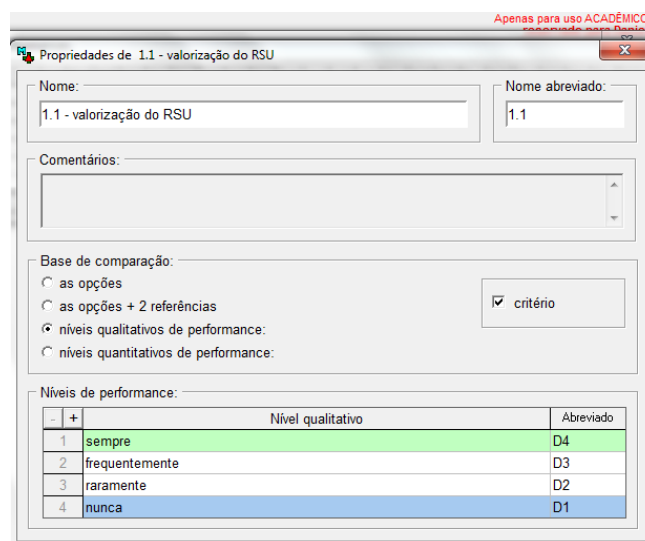 Apenas para uso ACADÊMICO
reservado para
Propriedades de 1.1 - valorização do RSU
Nome:
Nome abreviado:
1.1 - valorização do RSU
1.1
Comentários:
Base de comparação:
as opções
as opções + 2 referências
critério
níveis qualitativos de performance:
níveis quantitativos de performance:
Níveis de performance:
- + Nível qualitativo Abreviado
1 sempre D4
2 frequentemente D3
3 raramente D2
4 nunca D1